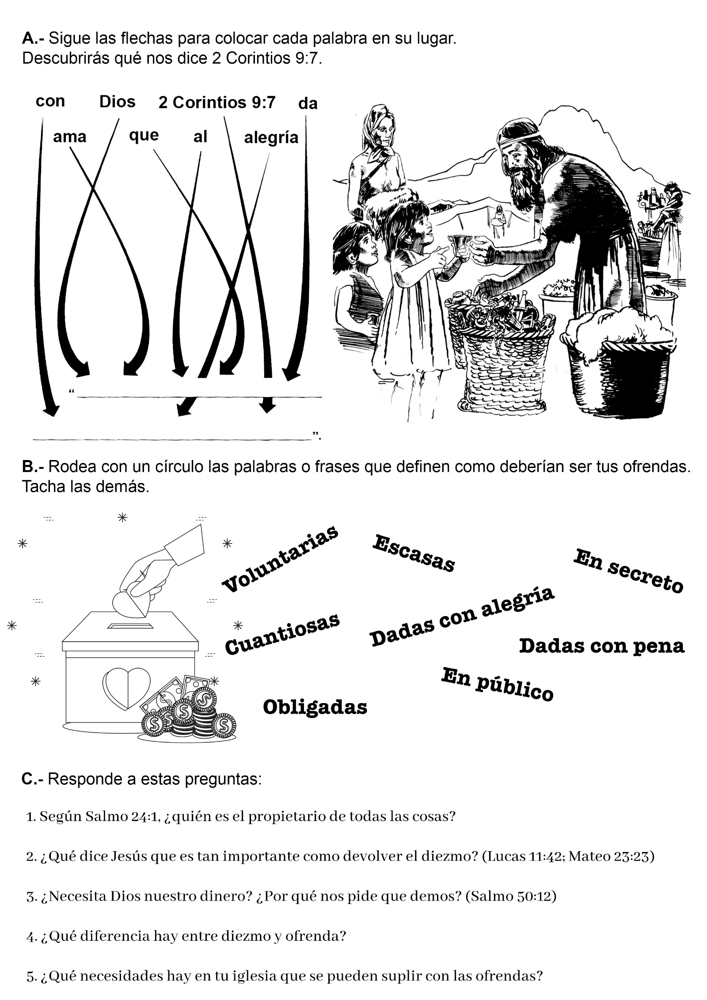 A.- Sigue las flechas para colocar cada palabra en su lugar.
Descubrirás qué nos dice 2 Corintios 9:7.
con Dios 2 Corintios 9:7 da
ama que al alegría
“ ______________________________
______________________________ ”.
B.- Rodea con un círculo las palabras o frases que definen como deberían ser tus ofrendas.
Tacha las demás.
Voluntarias
Escasas
En secreto
Cuantiosas
Dadas con alegría
Dadas con pena
En público
Obligadas
$ $ $ $ $ $
C.- Responde a estas preguntas:
1. Según Salmo 24:1, ¿quién es el propietario de todas las cosas?
2. ¿Qué dice Jesús que es tan importante como devolver el diezmo? (Lucas 11:42; Mateo 23:23)
3. ¿Necesita Dios nuestro dinero? ¿Por qué nos pide que demos? (Salmo 50:12)
4. ¿Qué diferencia hay entre diezmo y ofrenda?
5. ¿Qué necesidades hay en tu iglesia que se pueden suplir con las ofrendas?